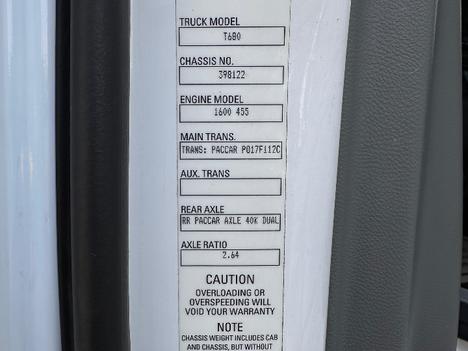 TRUCK MODEL
T680
CHASSIS NO.
398122
ENGINE MODEL
1600 455
MAIN TRANS.
TRANS: PACCAR PO17F112C
AUX. TRANS
REAR AXLE
RR PACCAR AXLE 40K DUAL
AXLE RATIO
2.64
CAUTION
OVERLOADING OR
OVERSPEEDING WILL
VOID YOUR WARRANTY
NOTE
CHASSIS WEIGHT INCLUDES CAB
AND CHASSIS, BUT WITHOUT